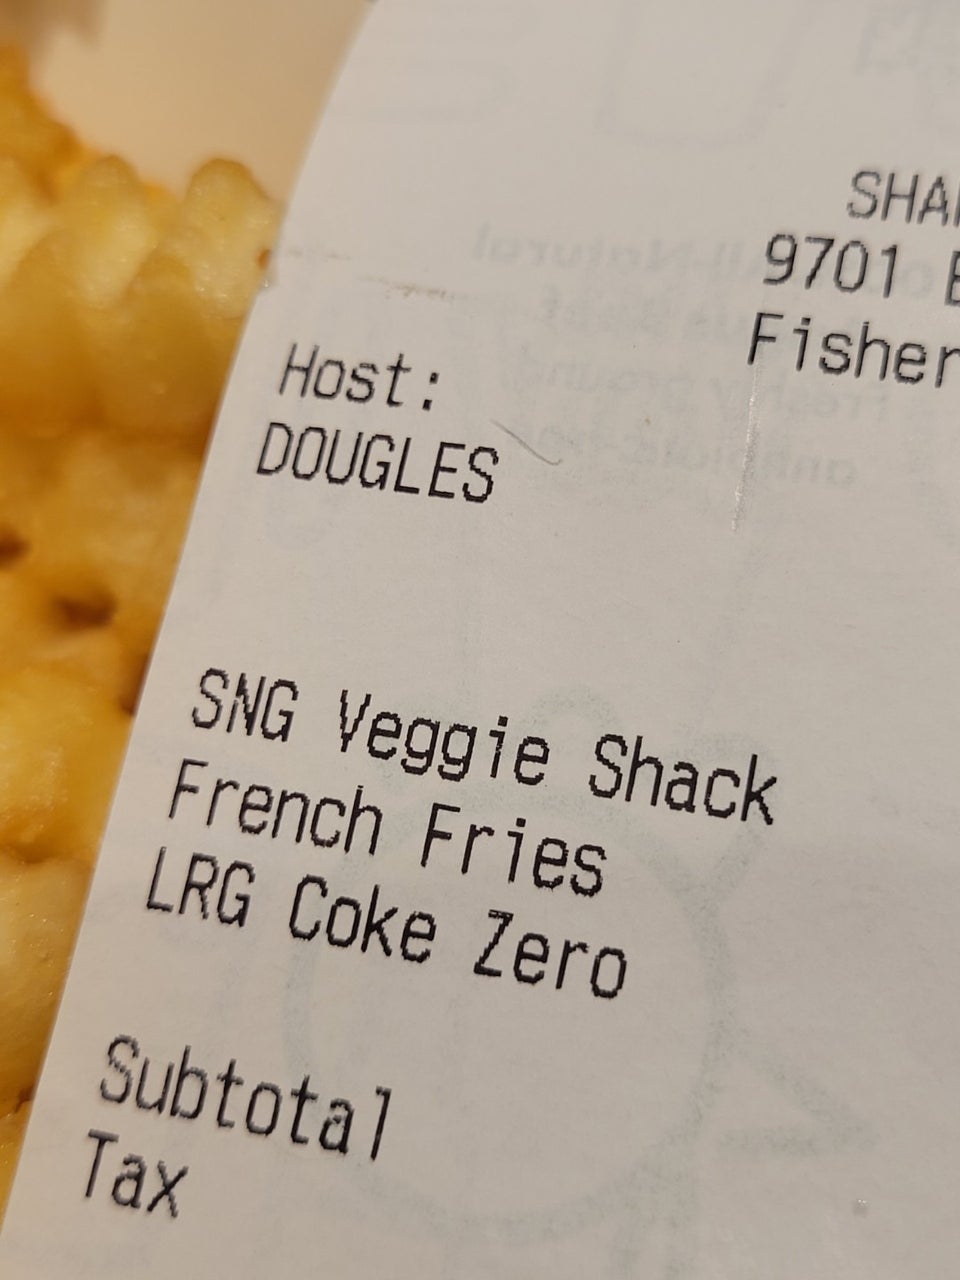 SHA
9701
Fisher
Host:
DOUGLES
SNG Veggie Shack
French Fries
LRG Coke Zero
Subtotal
Tax